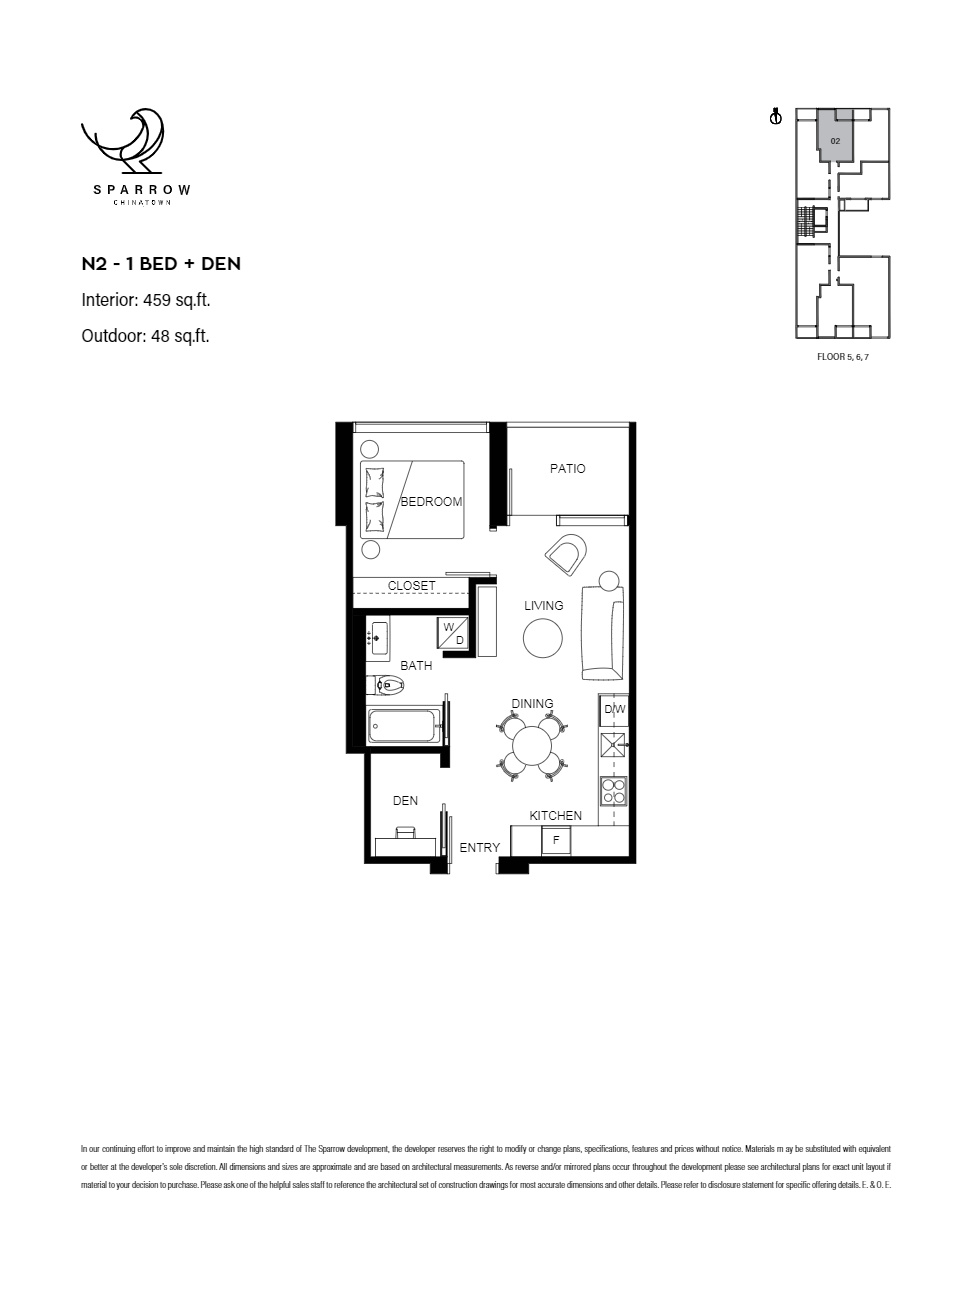 SPARROW
CHINATOWN
02
FLOOR 5, 6, 7
N2 - 1 BED + DEN
Interior: 459 sq.ft.
Outdoor: 48 sq.ft.
PATIO
BEDROOM
CLOSET
LIVING
W
D
BATH
DINING
D/W
DEN
KITCHEN
F
ENTRY
In our continuing effort to improve and maintain the high standard of The Sparrow development, the developer reserves the right to modify or change plans, specifications, features and prices without notice. Materials m ay be substituted with equivalent
or better at the developer's sole discretion. All dimensions and sizes are approximate and are based on architectural measurements. As reverse and/or mirrored plans occur throughout the development please see architectural plans for exact unit layout if
material to your decision to purchase. Please ask one of the helpful sales staff to reference the architectural set of construction drawings for most accurate dimensions and other details. Please refer to disclosure statement for specific offering details. E. & O. E.